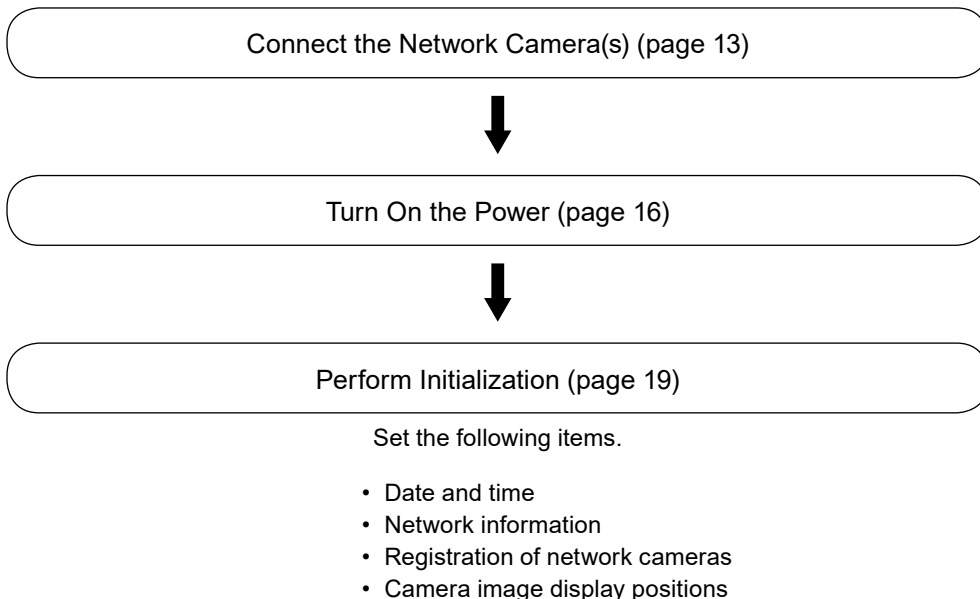 Connect the Network Camera(s) (page 13)
Turn On the Power (page 16)
Perform Initialization (page 19)
Set the following items.
• Date and time
• Network information
• Registration of network cameras
• Camera image display positions